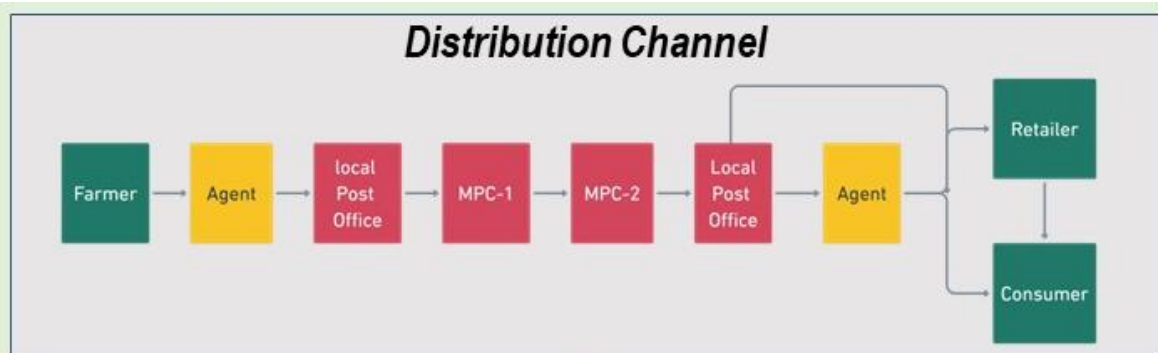 Distribution Channel
Farmer
Agent
local
Post
Office
MPC-1
MPC-2
Local
Post
Office
Agent
Retailer
Consumer